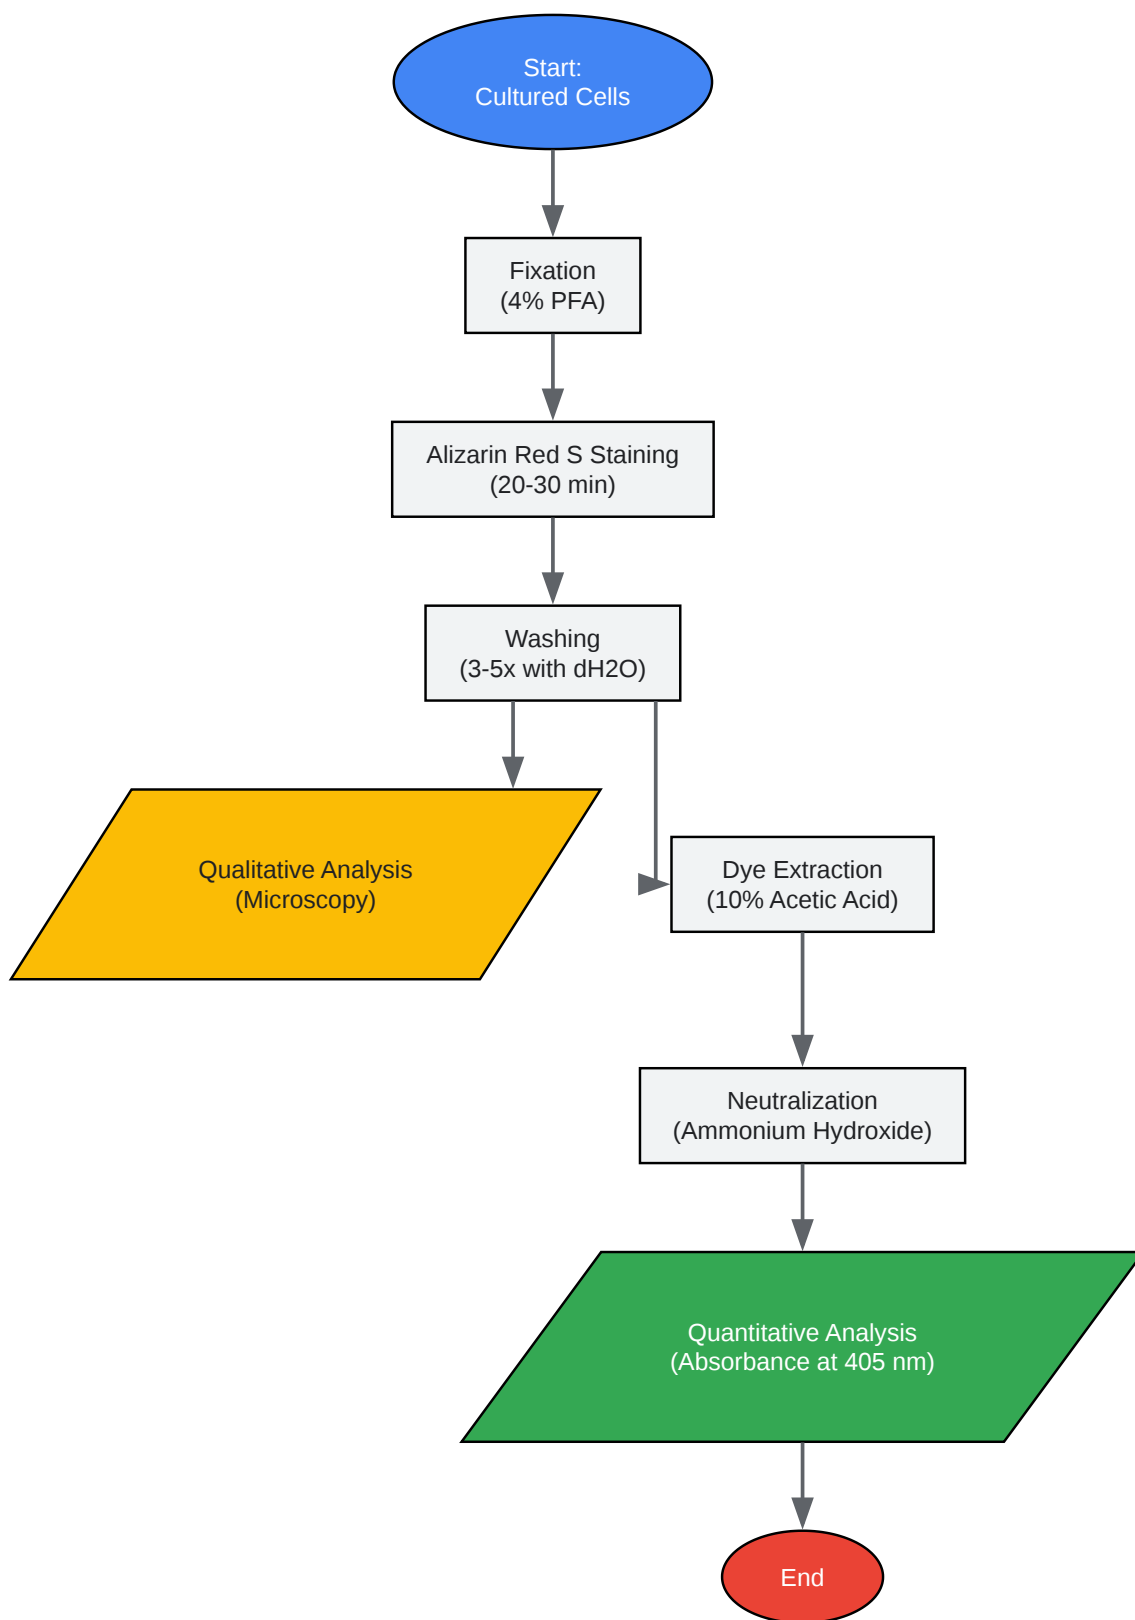 Start:
Cultured Cells
Fixation
(4% PFA)
Alizarin Red S Staining
(20-30 min)
Washing
(3-5x with dH2O)
Qualitative Analysis
(Microscopy)
Dye Extraction
(10% Acetic Acid)
Neutralization
(Ammonium Hydroxide)
Quantitative Analysis
(Absorbance at 405 nm)
End